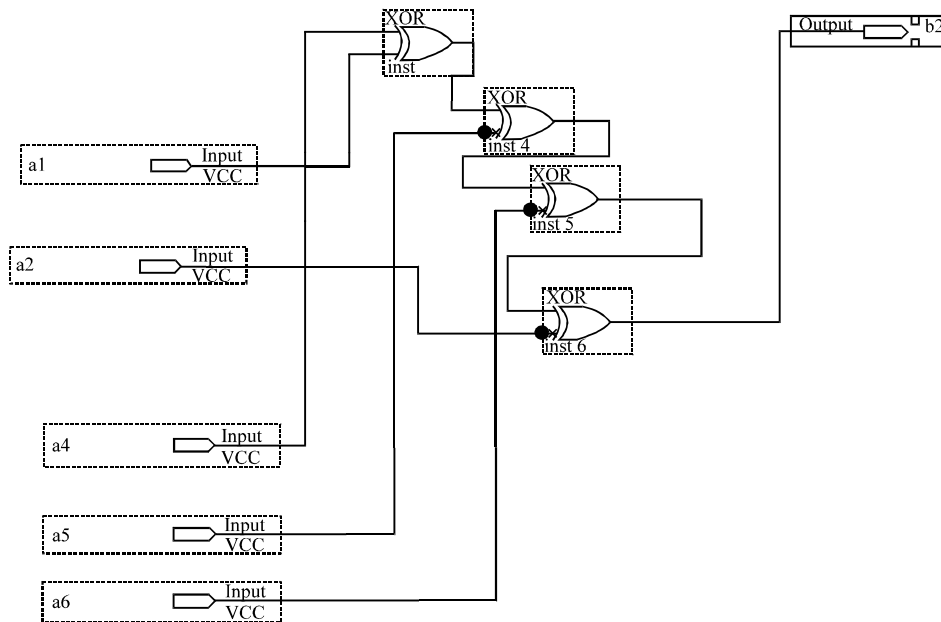 XOR
inst
Output
b2
XOR
inst 4
a1
Input
VCC
XOR
inst 5
a2
Input
VCC
XOR
inst 6
a4
Input
VCC
a5
Input
VCC
a6
Input
VCC